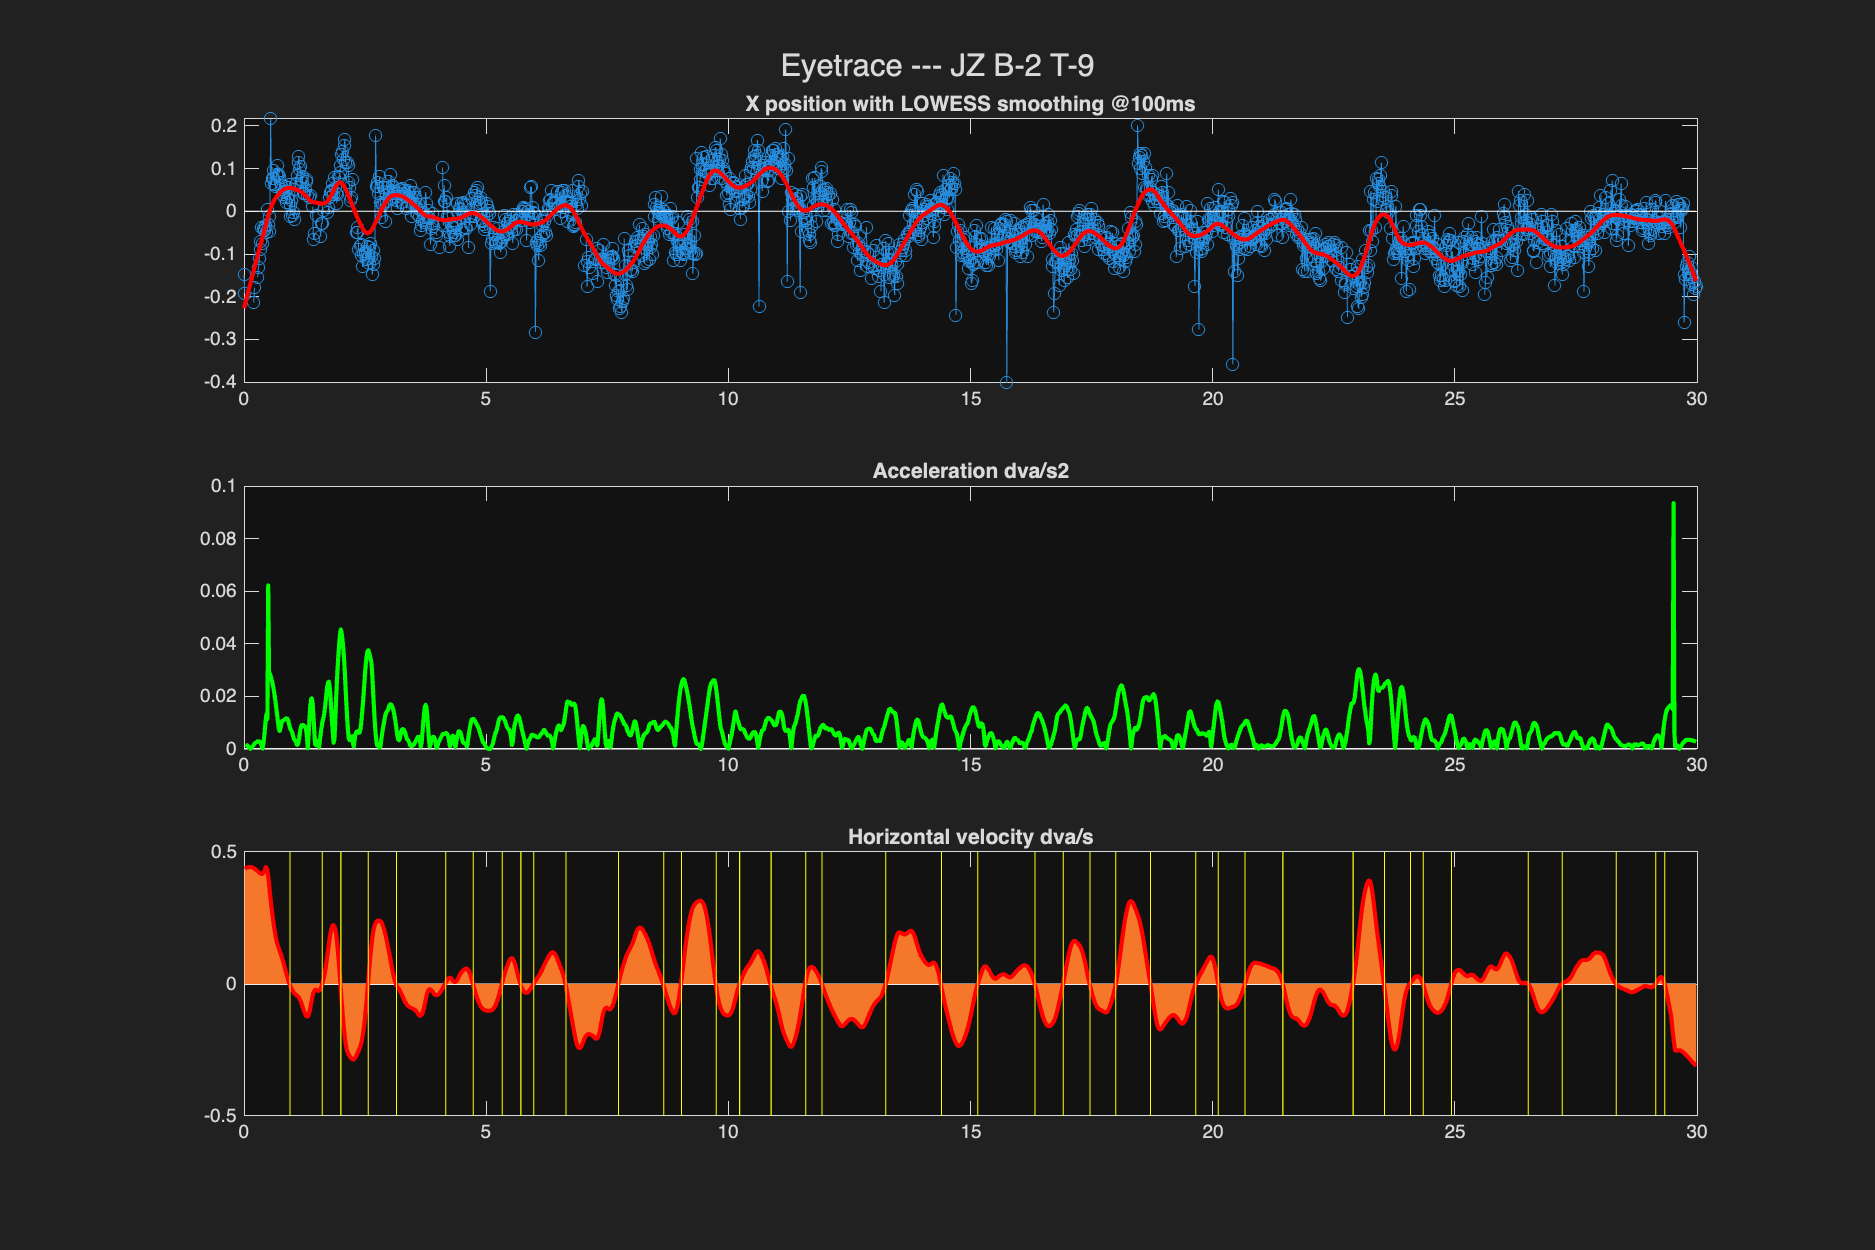 Eyetrace --- JZ B-2 T-9
X position with LOWESS smoothing @100ms
0.2
0.1
0
-0.1
-0.2
-0.3
-0.4
0 5 10 15 20 25 30
Acceleration dva/s2
0.1
0.08
0.06
0.04
0.02
0
0 5 10 15 20 25 30
Horizontal velocity dva/s
0.5
0
-0.5
0 5 10 15 20 25 30